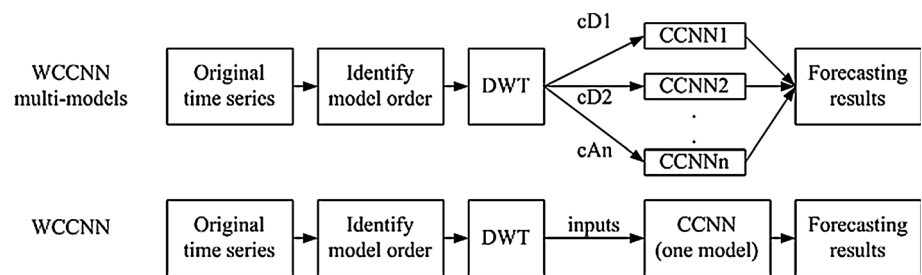 WCCNN
multi-models
Original
time series
Identify
model order
DWT
cD1
cD2
cAn
CCNN1
CCNN2
.
.
CCNNn
Forecasting
results
WCCNN
Original
time series
Identify
model order
DWT
inputs
CCNN
(one model)
Forecasting
results